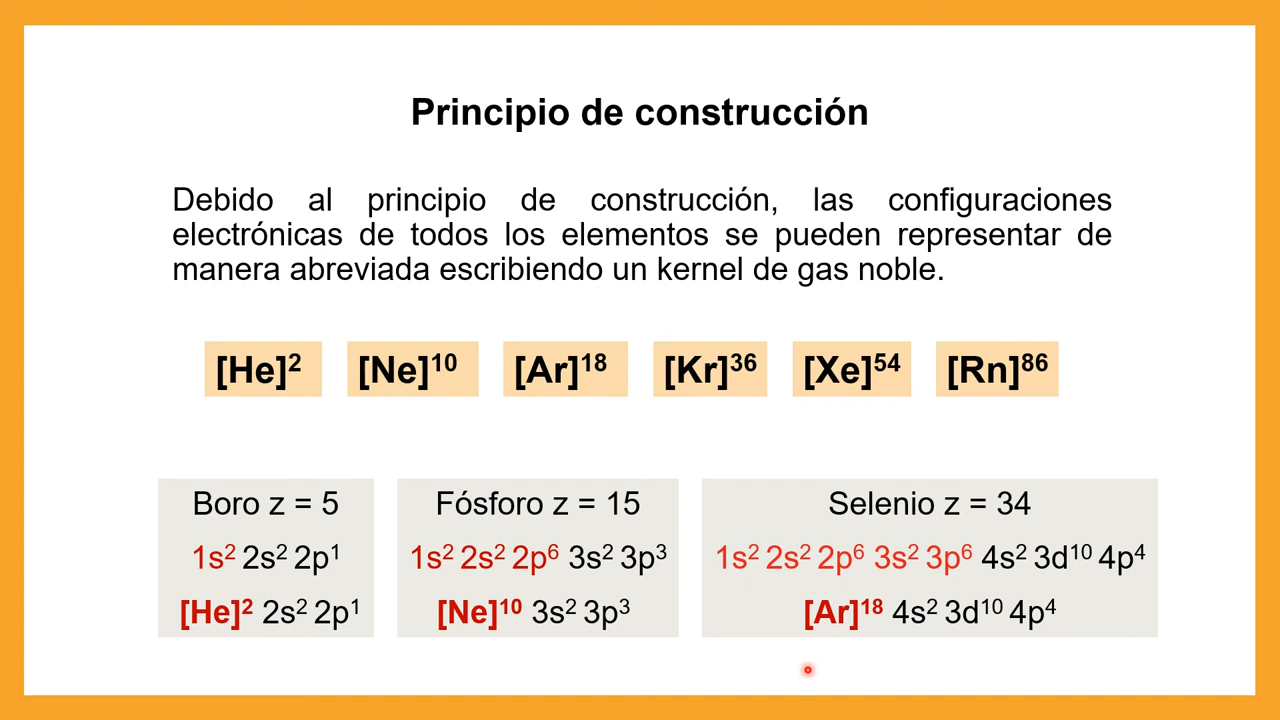 Principio de construcción
Debido al principio de construcción, las configuraciones
electrónicas de todos los elementos se pueden representar de
manera abreviada escribiendo un kernel de gas noble.
[He]² [Ne]¹⁰ [Ar]¹⁸ [Kr]³⁶ [Xe]⁵⁴ [Rn]⁸⁶
Boro z = 5
1s² 2s² 2p¹
[He]² 2s² 2p¹
Fósforo z = 15
1s² 2s² 2p⁶ 3s² 3p³
[Ne]¹⁰ 3s² 3p³
Selenio z = 34
1s² 2s² 2p⁶ 3s² 3p⁶ 4s² 3d¹⁰ 4p⁴
[Ar]¹⁸ 4s² 3d¹⁰ 4p⁴